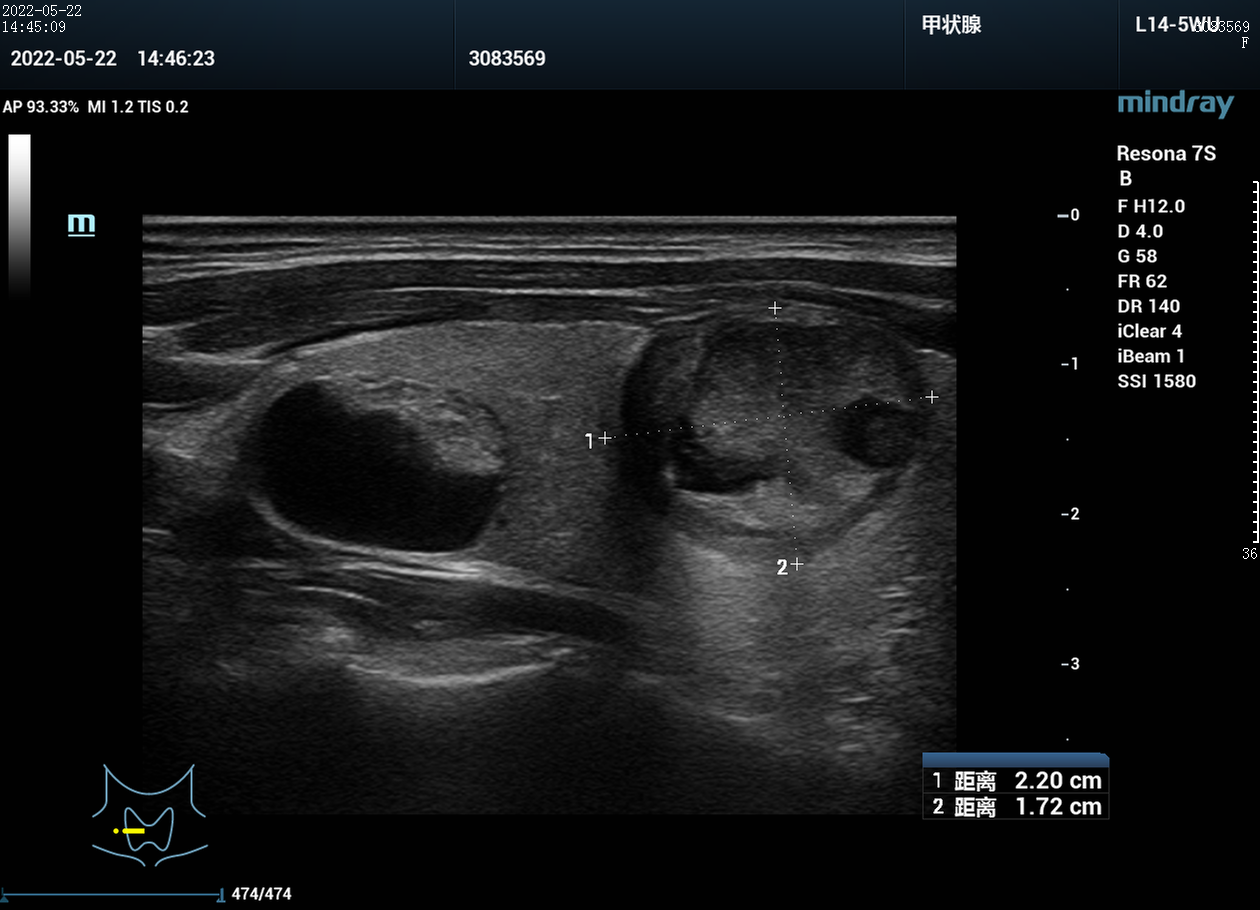 2022-05-22
14:45:09
2022-05-22 14:46:23
3083569
甲状腺
L14-5WU
3083569
F
AP 93.33% MI 1.2 TIS 0.2
mindray
m
Resona 7S
B
F H12.0
D 4.0
G 58
FR 62
DR 140
iClear 4
iBeam 1
SSI 1580
0
-1
-2
-3
36
1
2
1 距离 2.20 cm
2 距离 1.72 cm
474/474